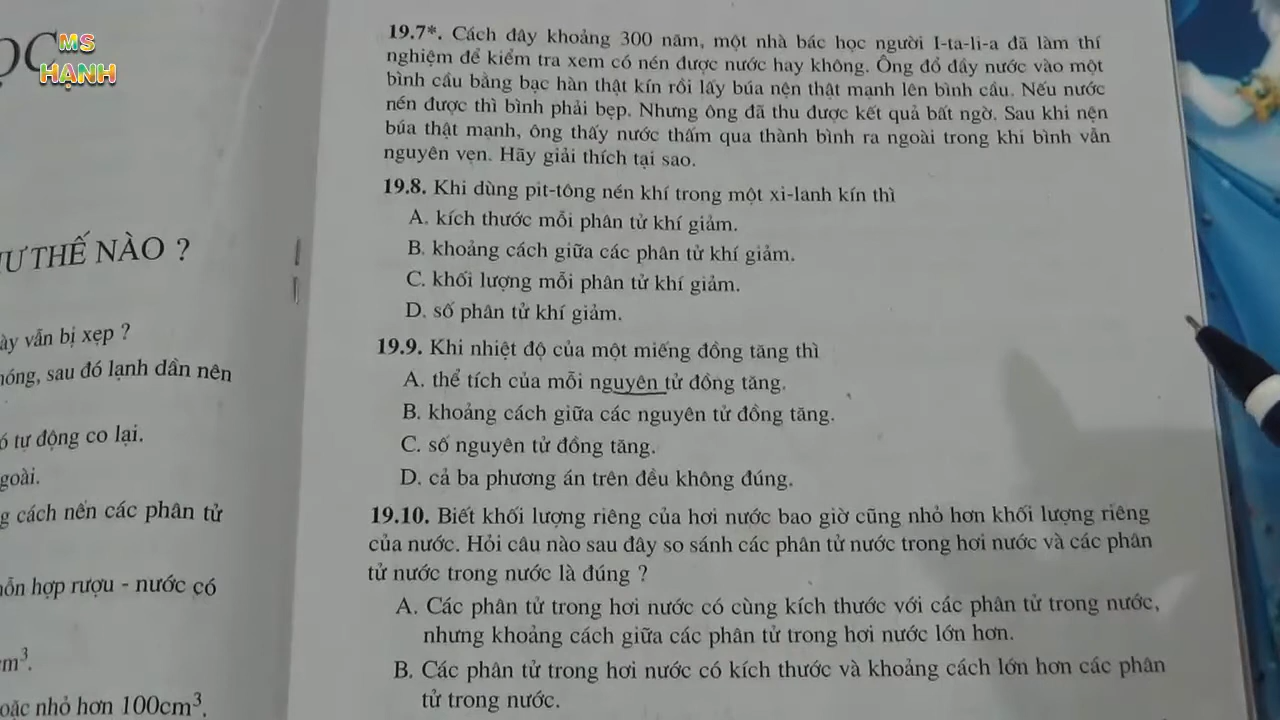 MS
HẠNH
ỌC
Ư THẾ NÀO ?
ày vẫn bị xẹp ?
nóng, sau đó lạnh dần nên
ó tự động co lại.
goài.
g cách nên các phân tử
hỗn hợp rượu - nước có
m³.
oặc nhỏ hơn 100cm³.
19.7*. Cách đây khoảng 300 năm, một nhà bác học người I-ta-li-a đã làm thí
nghiệm để kiểm tra xem có nén được nước hay không. Ông đổ đầy nước vào một
bình cầu bằng bạc hàn thật kín rồi lấy búa nện thật mạnh lên bình cầu. Nếu nước
nén được thì bình phải bẹp. Nhưng ông đã thu được kết quả bất ngờ. Sau khi nện
búa thật mạnh, ông thấy nước thấm qua thành bình ra ngoài trong khi bình vẫn
nguyên vẹn. Hãy giải thích tại sao.
19.8. Khi dùng pit-tông nén khí trong một xi-lanh kín thì
A. kích thước mỗi phân tử khí giảm.
B. khoảng cách giữa các phân tử khí giảm.
C. khối lượng mỗi phân tử khí giảm.
D. số phân tử khí giảm.
19.9. Khi nhiệt độ của một miếng đồng tăng thì
A. thể tích của mỗi nguyên tử đồng tăng.
B. khoảng cách giữa các nguyên tử đồng tăng.
C. số nguyên tử đồng tăng.
D. cả ba phương án trên đều không đúng.
19.10. Biết khối lượng riêng của hơi nước bao giờ cũng nhỏ hơn khối lượng riêng
của nước. Hỏi câu nào sau đây so sánh các phân tử nước trong hơi nước và các phân
tử nước trong nước là đúng ?
A. Các phân tử trong hơi nước có cùng kích thước với các phân tử trong nước,
nhưng khoảng cách giữa các phân tử trong hơi nước lớn hơn.
B. Các phân tử trong hơi nước có kích thước và khoảng cách lớn hơn các phân
tử trong nước.